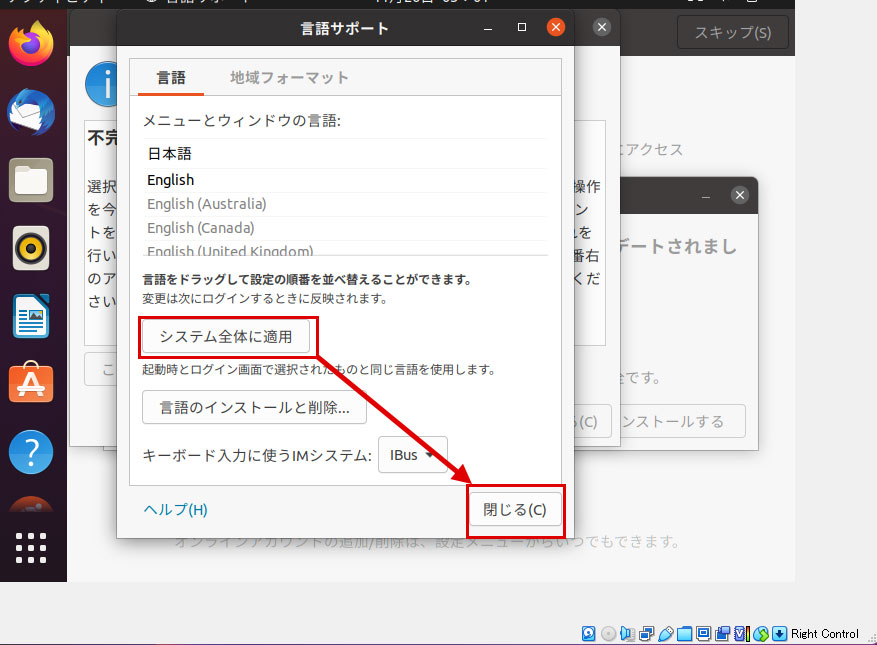 言語サポート
スキップ(S)
言語
地域フォーマット
メニューとウィンドウの言語:
日本語
English
English (Australia)
English (Canada)
English (United Kingdom)
言語をドラッグして設定の順番を並べ替えることができます。
変更は次にログインするときに反映されます。
システム全体に適用
起動時とログイン画面で選択されたものと同じ言語を使用します。
言語のインストールと削除...
キーボード入力に使うIMシステム:
IBus
ヘルプ(H)
閉じる(C)
不完
選択
を今
トを
行い
のア
さい
こ
操作
ン
を
番右
くだ
(C)
アクセス
デートされまし
です。
ンストールする
オンラインアカウントの追加/削除は、設定メニューからいつでもできます。
Right Control